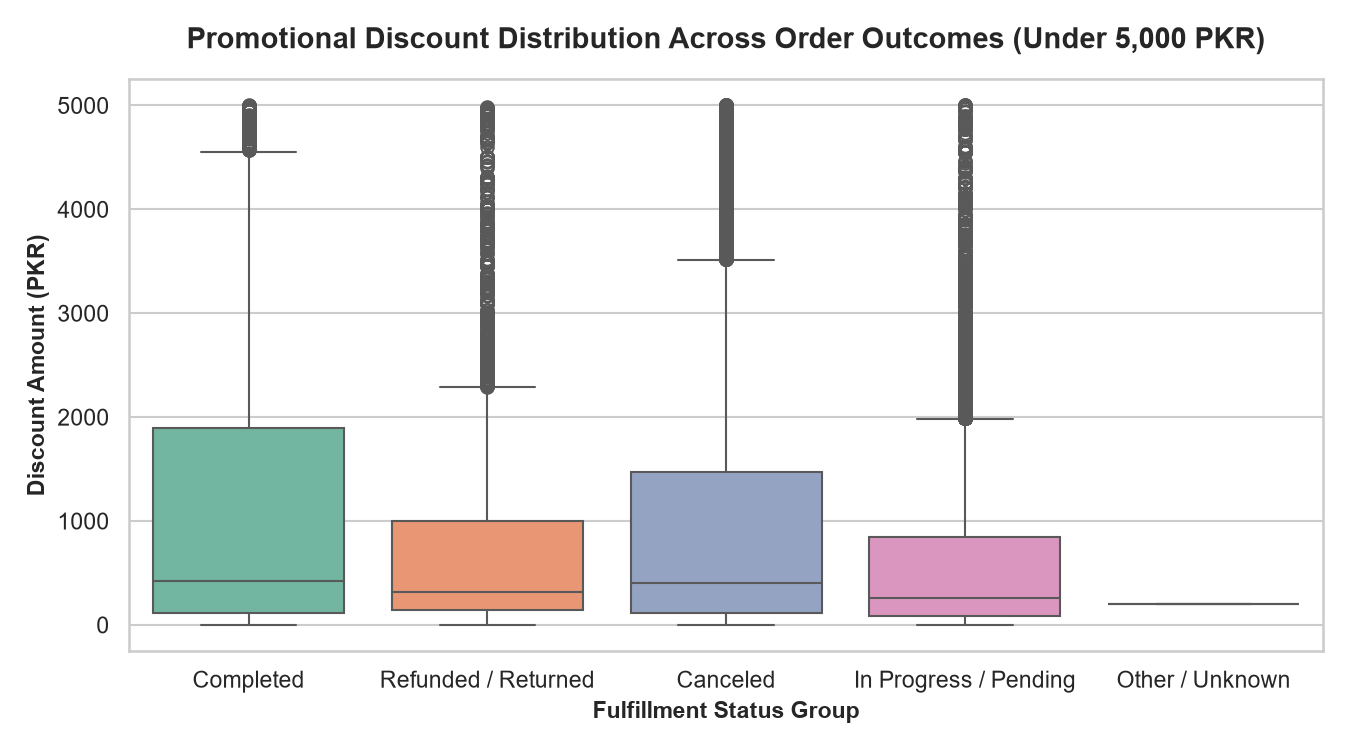 Promotional Discount Distribution Across Order Outcomes (Under 5,000 PKR)
Discount Amount (PKR)
5000
4000
3000
2000
1000
0
Completed Refunded / Returned Canceled In Progress / Pending Other / Unknown
Fulfillment Status Group